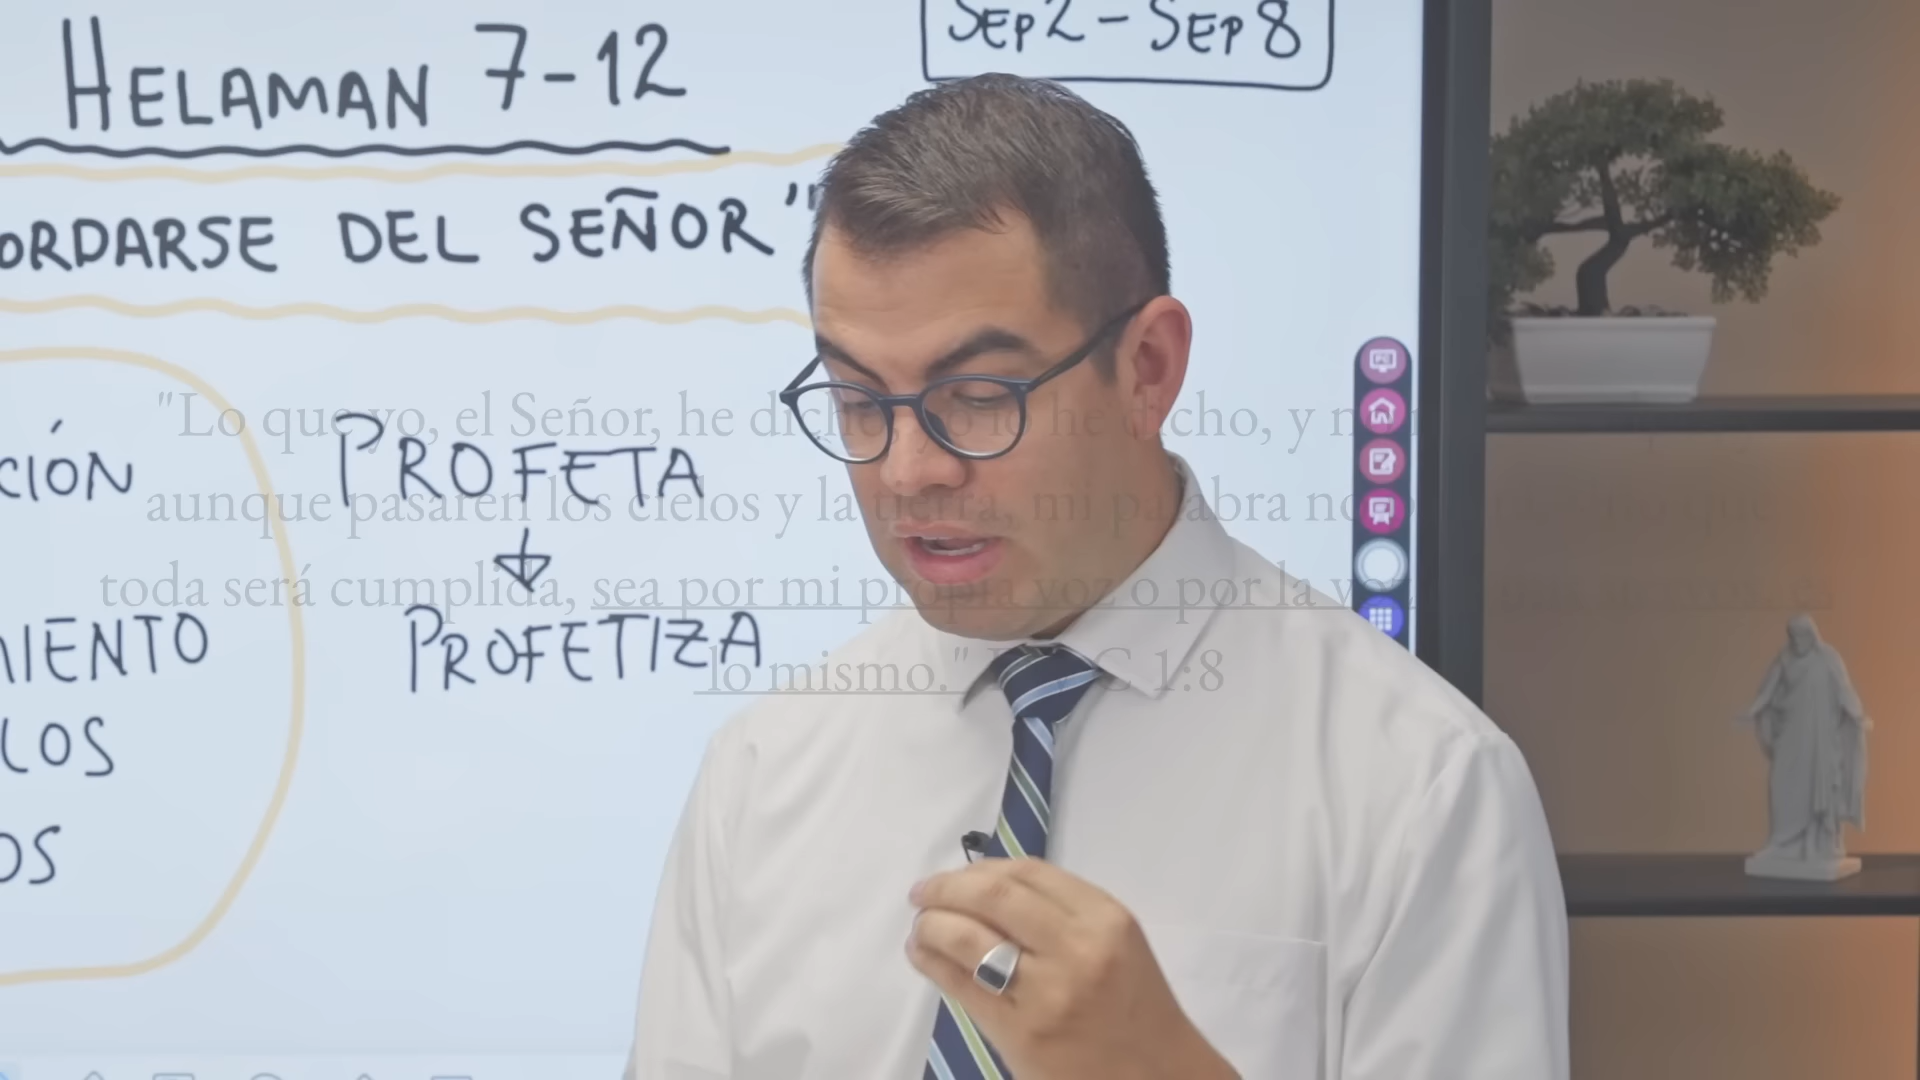 HELAMAN 7-12
SEP 2 - SEP 8
ORDARSE DEL SEÑOR"
CIÓN
PROFETA
PROFETIZA
MIENTO
LOS
OS
"Lo que yo, el Señor, he dicho, lo he dicho, y
aunque pasaren los cielos y la tierra mi palabra no
toda será cumplida, sea por mi propia voz o por la voz
lo mismo." D C 1:8